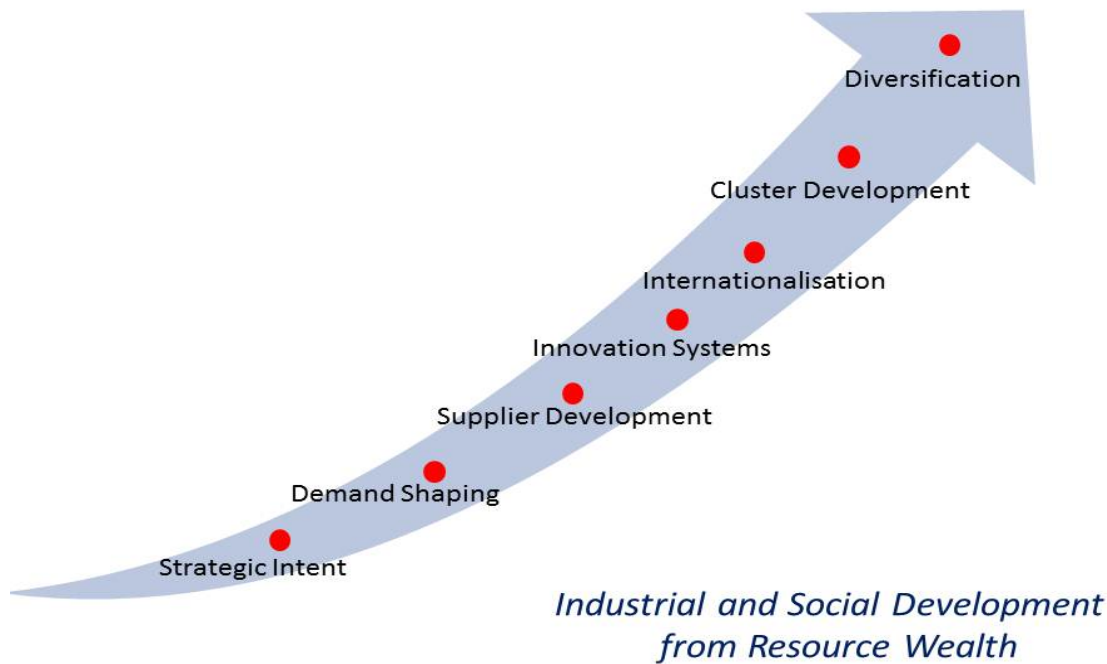 Diversification
Cluster Development
Internationalisation
Innovation Systems
Supplier Development
Demand Shaping
Strategic Intent
Industrial and Social Development
from Resource Wealth